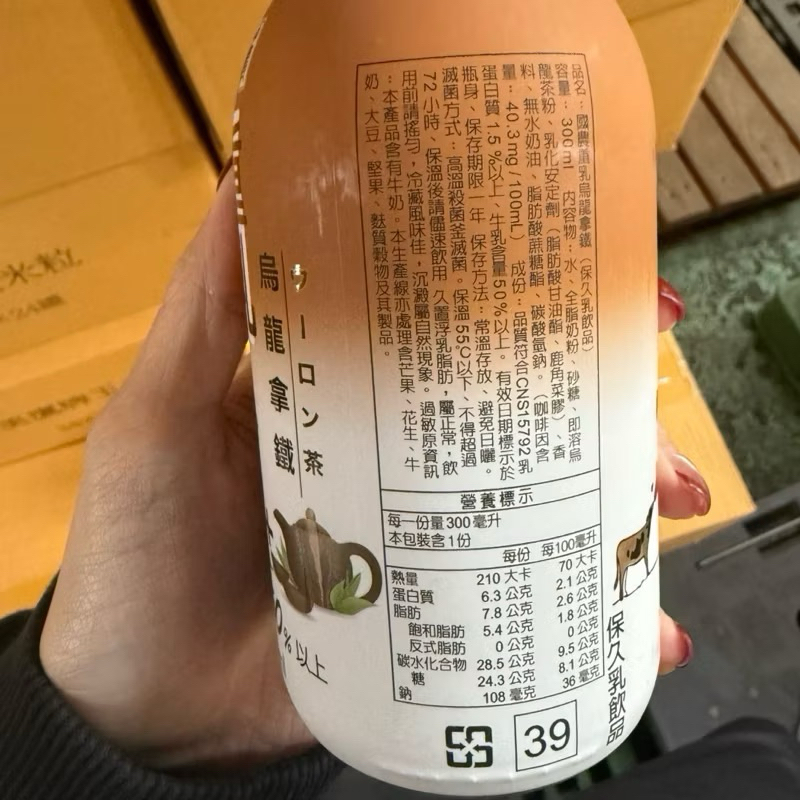 品名：國農重乳烏龍拿鐵（保久乳飲品）
容量：300ml 內容物：水、全脂奶粉、砂糖、即溶烏
龍茶粉、乳化安定劑（脂肪酸甘油酯、鹿角菜膠）、香
料、無水奶油、脂肪酸蔗糖酯、碳酸氫鈉。（咖啡因含
量：40.3mg/100mL） 成份：品質符合CNS15792乳
蛋白質1.5%以上、牛乳含量50%以上。有效日期標示於
瓶身、保存期限一年 保存方法：常溫存放、避免日曬。
滅菌方式：高溫殺菌釜滅菌。保溫55C以下、不得超過
72小時、保溫後請儘速飲用 久置浮乳脂肪，屬正常，飲
用前請搖勻，冷藏風味佳，沉澱屬自然現象。過敏原資訊
：本產品含有牛奶。本生產線亦處理含芒果、花生、牛
奶、大豆、堅果、麩質穀物及其製品。
營養標示
每一份量300毫升
本包裝含1份
每份 每100毫升
熱量 210大卡 70大卡
蛋白質 6.3公克 2.1公克
脂肪 7.8公克 2.6公克
飽和脂肪 5.4公克 1.8公克
反式脂肪 0公克 0公克
碳水化合物 28.5公克 9.5公克
糖 24.3公克 8.1公克
鈉 108毫克 36毫克
39
ウーロン茶
烏龍拿鐵
0%以上
保久乳飲品
米粒